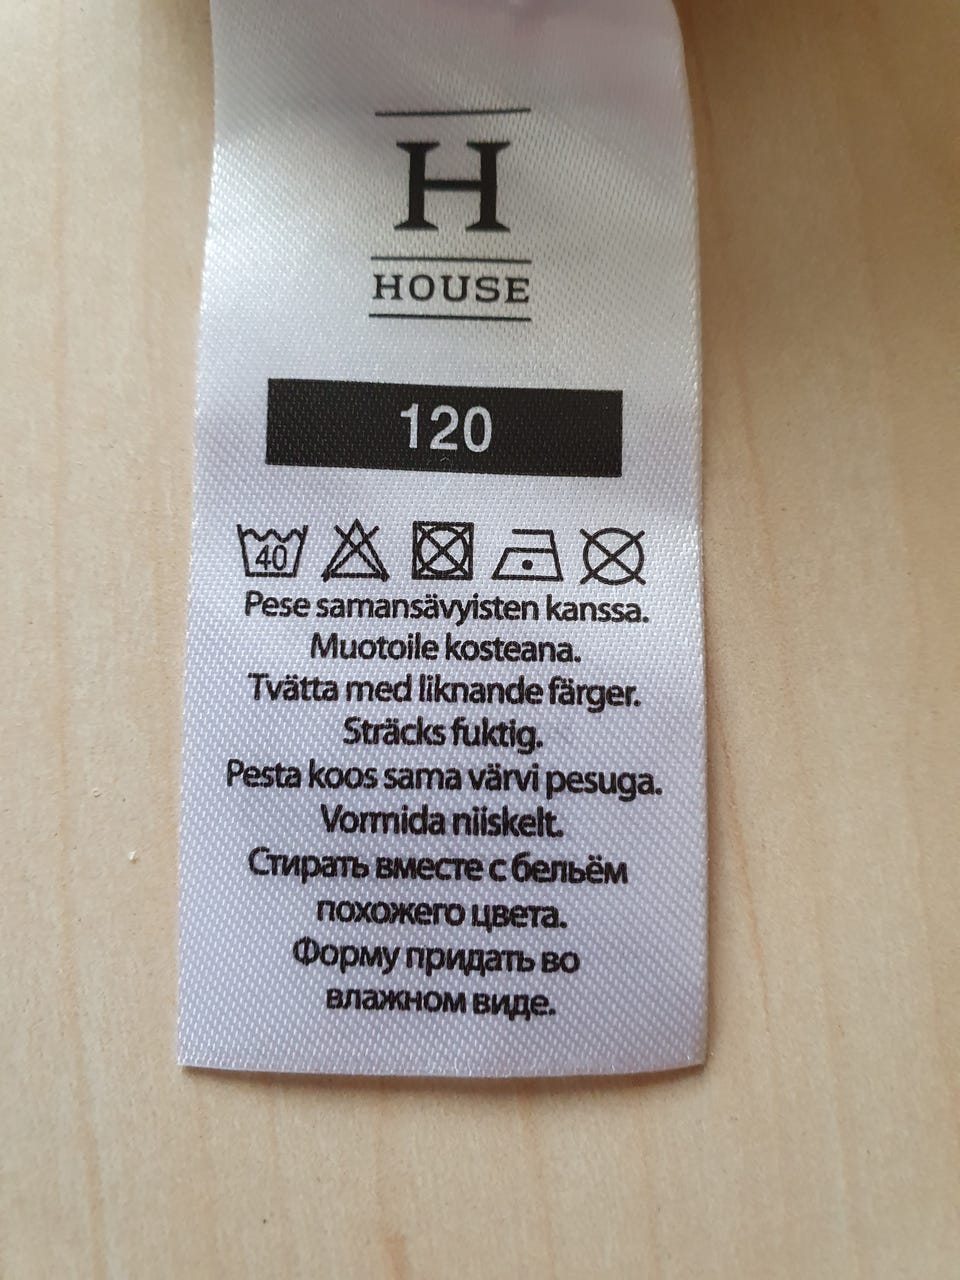 H
HOUSE
120
40
Pese samansävyisten kanssa.
Muotoile kosteana.
Tvätta med liknande färger.
Sträcks fuktig.
Pesta koos sama värvi pesuga.
Vormida niiskelt.
Стирать вместе с бельём
похожего цвета.
Форму придать во
влажном виде.